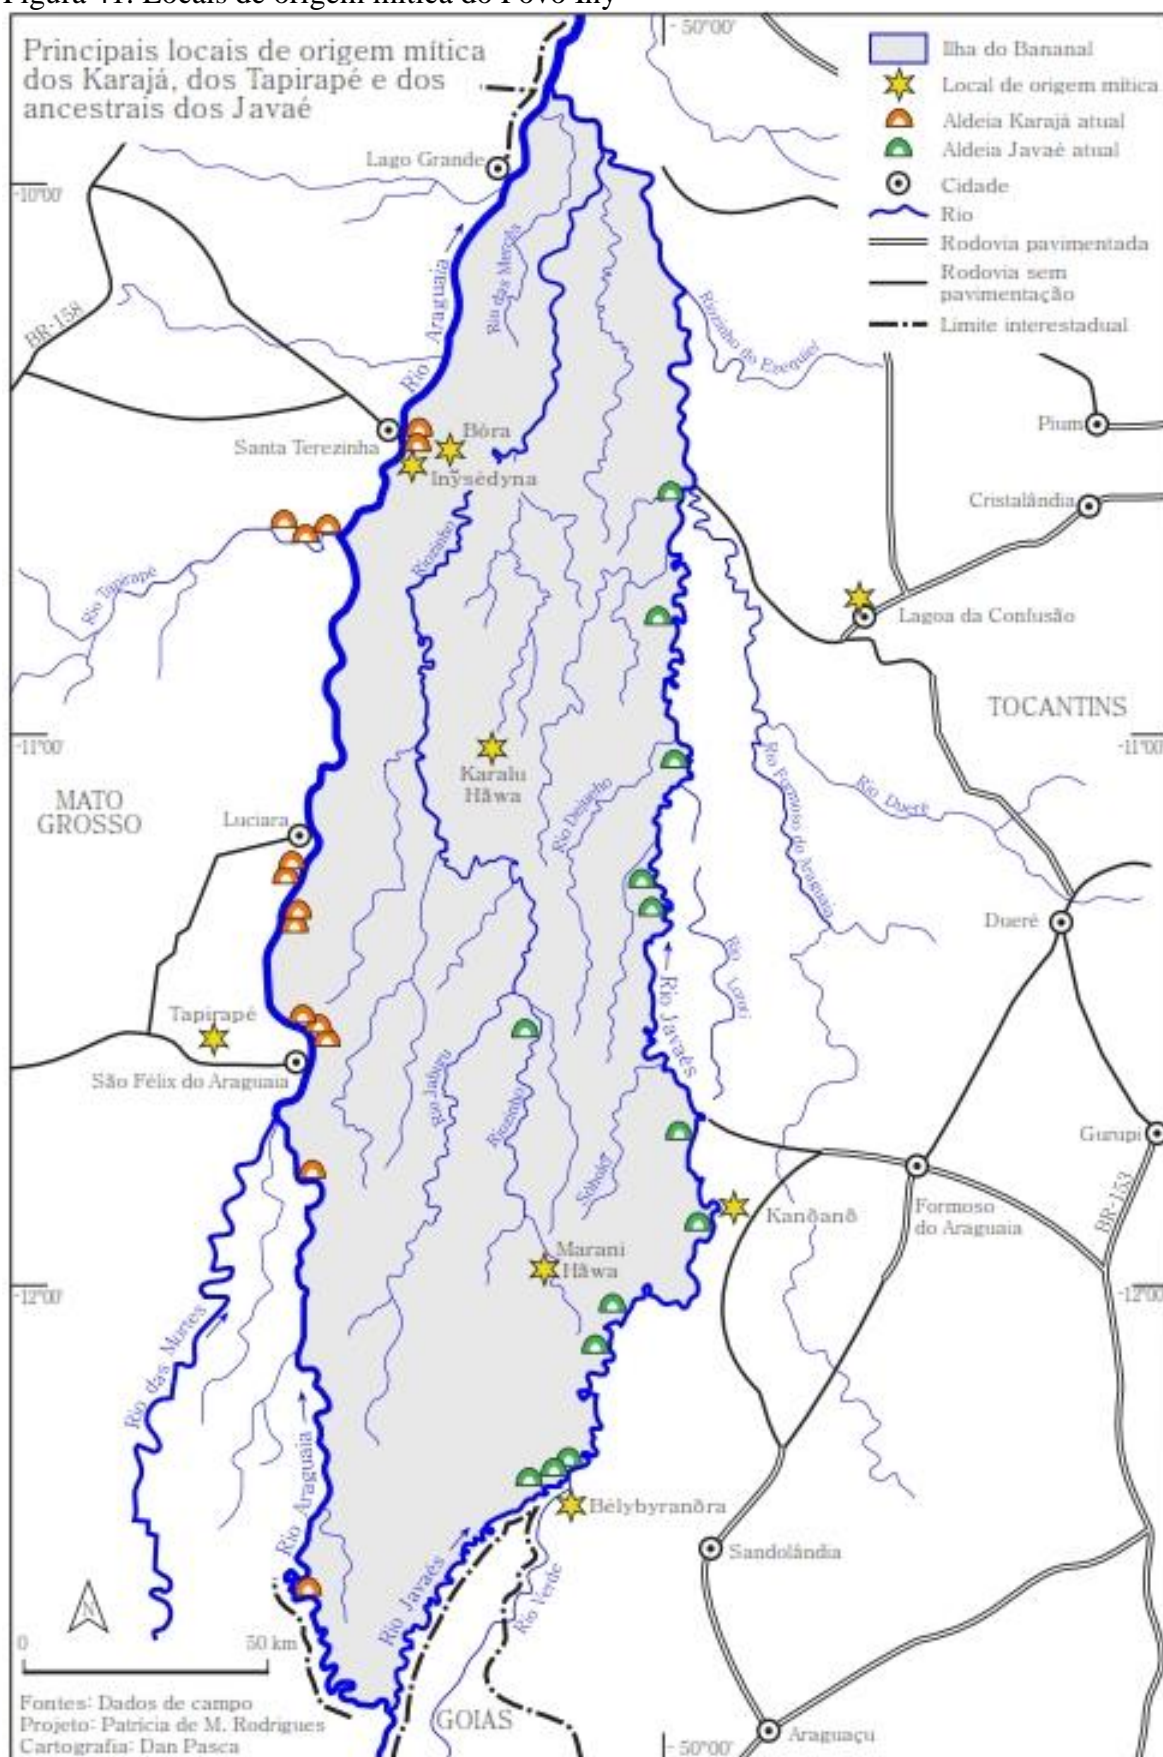 Figura 41: Locais de origem mítica do Povo Iny
Principais locais de origem mítica
dos Karajá, dos Tapirapé e dos
ancestrais dos Javaé
- 50°00'
Ilha do Bananal
Local de origem mítica
Aldeia Karajá atual
Aldeia Javaé atual
Cidade
Rio
Rodovia pavimentada
Rodovia sem
pavimentação
Limite interestadual
Lago Grande
-10°00'
Rio Araguaia
Rio das Mercês
BR-158
Riozinho do Ezequiel
Pium
Santa Terezinha
Bòra
Inỹsèdyna
Cristalândia
Riozinho
Rio Tapirapé
Lagoa da Confusão
TOCANTINS
-11°00'
-11°00'
Karalu
Hãwa
MATO
GROSSO
Luciara
Rio Formoso do Araguaia
Rio Dueré
Dueré
Rio Javaés
Tapirapé
São Félix do Araguaia
Rio Jaburu
Riozinho
Gurupi
BR-153
Formoso
do Araguaia
Kanõanõ
Marani
Hãwa
-12°00'
-12°00'
Rio das Mortes
Rio Araguaia
Bèlybyranõra
Sandolândia
Rio Javaés
Rio Verde
N
0 50 km
Fontes: Dados de campo
Projeto: Patrícia de M. Rodrigues
Cartografia: Dan Pasca
GOIAS
Araguaçu
- 50°00'